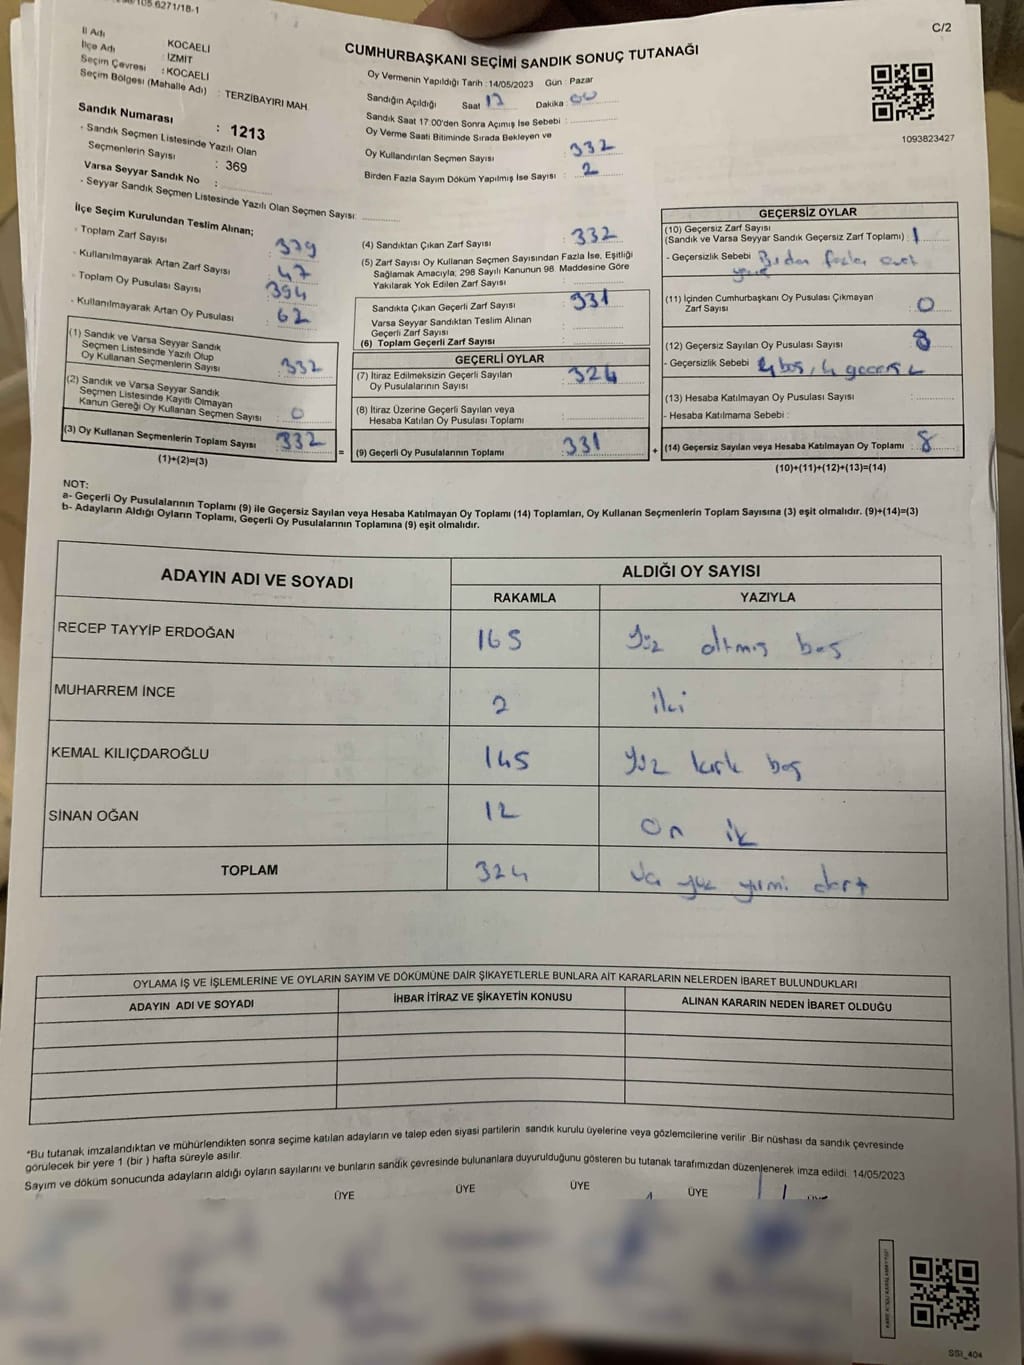 C/2
İl Adı KOCAELİ
İlçe Adı : İZMİT
Seçim Çevresi : KOCAELİ
Seçim Bölgesi (Mahalle Adı) : TERZİBAYIRI MAH.
Sandık Numarası : 1213
- Sandık Seçmen Listesinde Yazılı Olan
Seçmenlerin Sayısı : 369
Varsa Seyyar Sandık No :
- Seyyar Sandık Seçmen Listesinde Yazılı Olan Seçmen Sayısı :
CUMHURBAŞKANI SEÇİMİ SANDIK SONUÇ TUTANAĞI
Oy Vermenin Yapıldığı Tarih : 14/05/2023 Gün : Pazar
Sandığın Açıldığı Saat 17 Dakika 00
Sandık Saat 17:00'den Sonra Açımış İse Sebebi :
Oy Verme Saati Bitiminde Sırada Bekleyen ve
Oy Kullandırılan Seçmen Sayısı : 332
Birden Fazla Sayım Döküm Yapılmış İse Sayısı : 2
1093823427
İlçe Seçim Kurulundan Teslim Alınan;
- Toplam Zarf Sayısı : 379
- Kullanılmayarak Artan Zarf Sayısı : 47
- Toplam Oy Pusulası Sayısı : 394
- Kullanılmayarak Artan Oy Pusulası : 62
(1) Sandık ve Varsa Seyyar Sandık
Seçmen Listesinde Yazılı Olup
Oy Kullanan Seçmenlerin Sayısı : 332
(2) Sandık ve Varsa Seyyar Sandık
Seçmen Listesinde Kayıtlı Olmayan
Kanun Gereği Oy Kullanan Seçmen Sayısı : 0
(3) Oy Kullanan Seçmenlerin Toplam Sayısı : 332
(1)+(2)=(3)
(4) Sandıktan Çıkan Zarf Sayısı : 332
(5) Zarf Sayısı Oy Kullanan Seçmen Sayısından Fazla İse, Eşitliği
Sağlamak Amacıyla; 298 Sayılı Kanunun 98. Maddesine Göre
Yakılarak Yok Edilen Zarf Sayısı :
Sandıkta Çıkan Geçerli Zarf Sayısı : 331
Varsa Seyyar Sandıktan Teslim Alınan
Geçerli Zarf Sayısı :
(6) Toplam Geçerli Zarf Sayısı :
GEÇERLİ OYLAR
(7) İtiraz Edilmeksizin Geçerli Sayılan
Oy Pusulalarının Sayısı : 324
(8) İtiraz Üzerine Geçerli Sayılan veya
Hesaba Katılan Oy Pusulası Toplamı :
= (9) Geçerli Oy Pusulalarının Toplamı : 331
GEÇERSİZ OYLAR
(10) Geçersiz Zarf Sayısı
(Sandık ve Varsa Seyyar Sandık Geçersiz Zarf Toplamı) : 1
- Geçersizlik Sebebi Birden fazla evet
(11) İçinden Cumhurbaşkanı Oy Pusulası Çıkmayan
Zarf Sayısı : 0
(12) Geçersiz Sayılan Oy Pusulası Sayısı : 8
- Geçersizlik Sebebi : 4 boş, 4 geçersiz
(13) Hesaba Katılmayan Oy Pusulası Sayısı :
- Hesaba Katılmama Sebebi :
+ (14) Geçersiz Sayılan veya Hesaba Katılmayan Oy Toplamı : 8
(10)+(11)+(12)+(13)=(14)
NOT:
a- Geçerli Oy Pusulalarının Toplamı (9) ile Geçersiz Sayılan veya Hesaba Katılmayan Oy Toplamı (14) Toplamları, Oy Kullanan Seçmenlerin Toplam Sayısına (3) eşit olmalıdır. (9)+(14)=(3)
b- Adayların Aldığı Oyların Toplamı, Geçerli Oy Pusulalarının Toplamına (9) eşit olmalıdır.
ADAYIN ADI VE SOYADI ALDIĞI OY SAYISI
RAKAMLA YAZIYLA
RECEP TAYYİP ERDOĞAN 165 Yüz altmış beş
MUHARREM İNCE 2 iki
KEMAL KILIÇDAROĞLU 145 Yüz kırk beş
SİNAN OĞAN 12 On ik
TOPLAM 324 yüz yirmi dört
OYLAMA İŞ VE İŞLEMLERİNE VE OYLARIN SAYIM VE DÖKÜMÜNE DAİR ŞİKAYETLERLE BUNLARA AİT KARARLARIN NELERDEN İBARET BULUNDUKLARI
ADAYIN ADI VE SOYADI İHBAR İTİRAZ VE ŞİKAYETİN KONUSU ALINAN KARARIN NEDEN İBARET OLDUĞU
"Bu tutanak imzalandıktan ve mühürlendikten sonra seçime katılan adayların ve talep eden siyasi partilerin sandık kurulu üyelerine veya gözlemcilerine verilir. Bir nüshası da sandık çevresinde
görülecek bir yere 1 (bir ) hafta süreyle asılır.
Sayım ve döküm sonucunda adayların aldığı oyların sayılarını ve bunların sandık çevresinde bulunanlara duyurulduğunu gösteren bu tutanak tarafımızdan düzenlenerek imza edildi. 14/05/2023
ÜYE ÜYE ÜYE ÜYE
SSI_404